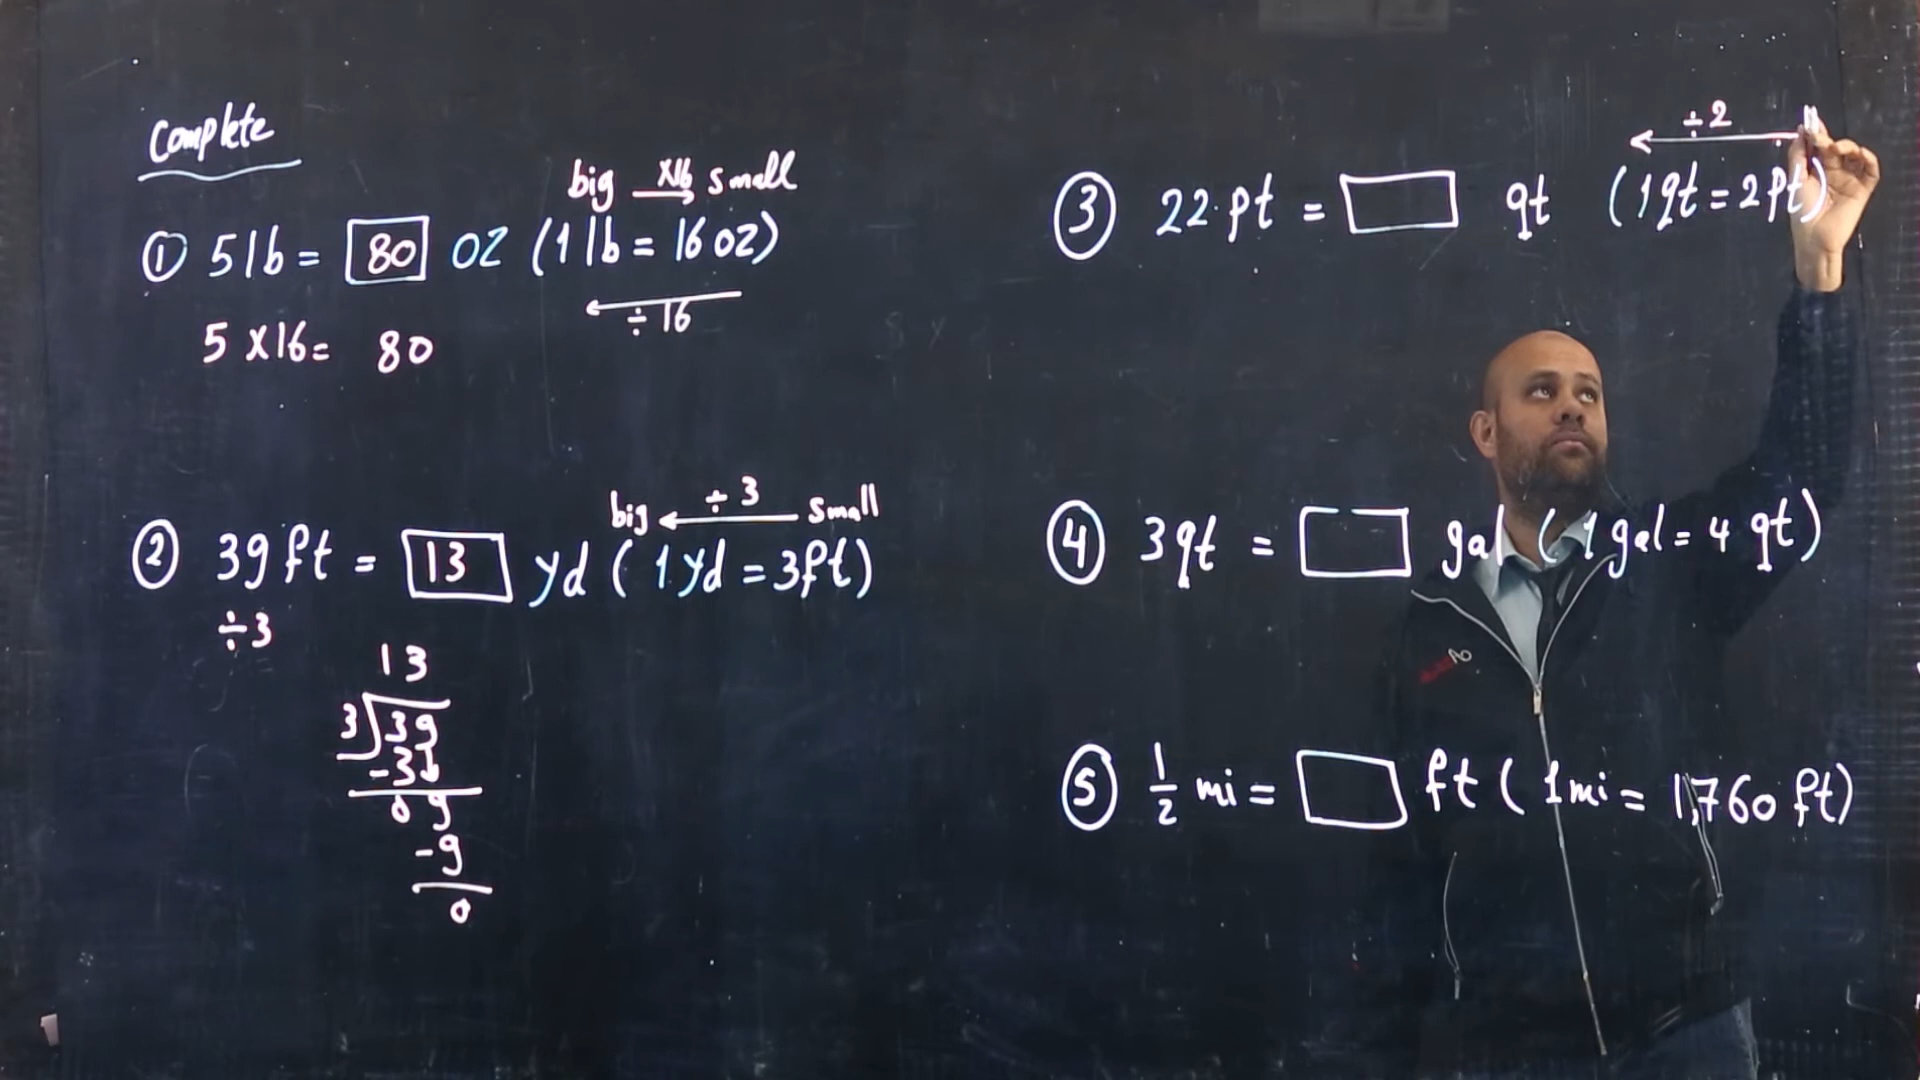 Complete
big ×16 small
① 5 lb = 80 oz (1 lb = 16 oz)
÷ 16
5 × 16 = 80
big ÷ 3 small
② 39 ft = 13 yd (1 yd = 3 ft)
÷3
13
3 39
-3
09
-9
0
÷2
③ 22 pt = qt (1 qt = 2 pt)
④ 3 qt = gal (1 gal = 4 qt)
⑤ 1/2 mi = ft (1 mi = 1,760 ft)